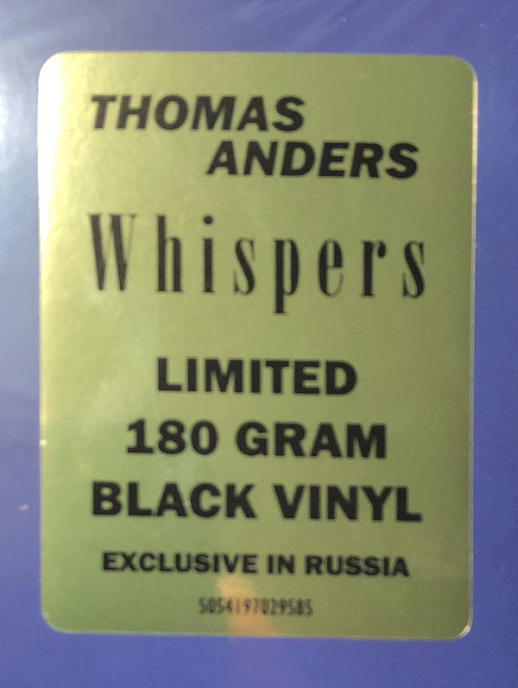 THOMAS
ANDERS
Whispers
LIMITED
180 GRAM
BLACK VINYL
EXCLUSIVE IN RUSSIA
5054197029585